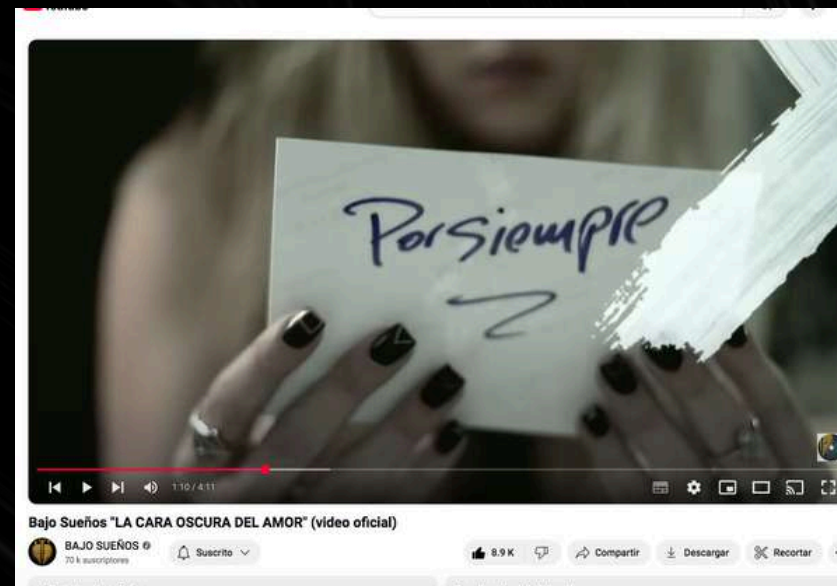 Porsiempre
1:10 / 4:11
Bajo Sueños "LA CARA OSCURA DEL AMOR" (video oficial)
BAJO SUEÑOS
70 k suscriptores
Suscrito
8.9 K
Compartir
Descargar
Recortar